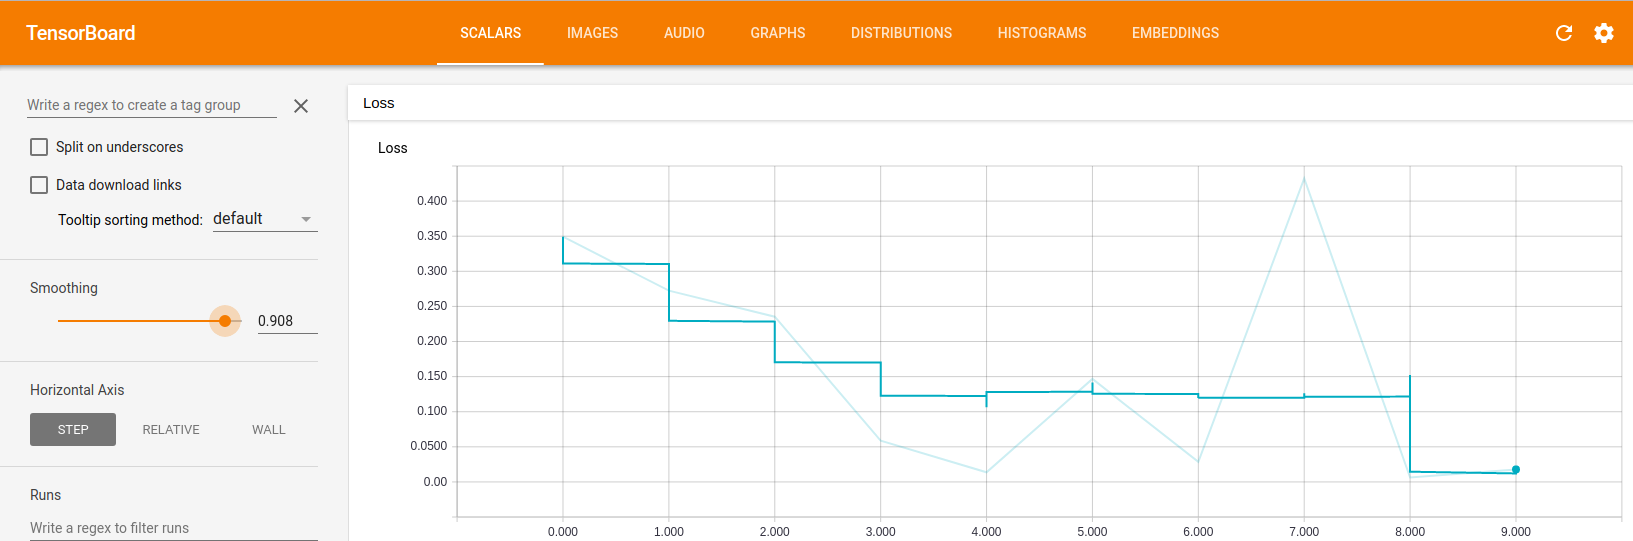 TensorBoard
SCALARS IMAGES AUDIO GRAPHS DISTRIBUTIONS HISTOGRAMS EMBEDDINGS
Write a regex to create a tag group
Split on underscores
Data download links
Tooltip sorting method: default
Smoothing
0.908
Horizontal Axis
STEP RELATIVE WALL
Runs
Write a regex to filter runs
Loss
Loss
0.400
0.350
0.300
0.250
0.200
0.150
0.100
0.0500
0.00
0.000 1.000 2.000 3.000 4.000 5.000 6.000 7.000 8.000 9.000